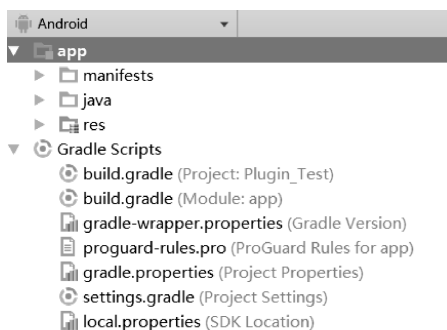 Android
app
manifests
java
res
Gradle Scripts
build.gradle (Project: Plugin_Test)
build.gradle (Module: app)
gradle-wrapper.properties (Gradle Version)
proguard-rules.pro (ProGuard Rules for app)
gradle.properties (Project Properties)
settings.gradle (Project Settings)
local.properties (SDK Location)